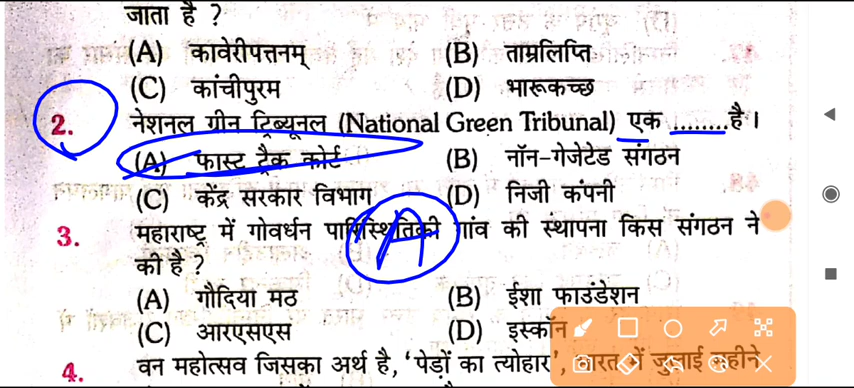 जाता है ?
(A) कावेरीपत्तनम् (B) ताम्रलिप्ति
(C) कांचीपुरम (D) भारूकच्छ
2. नेशनल ग्रीन ट्रिब्यूनल (National Green Tribunal) एक ........है।
(A) फास्ट ट्रैक कोर्ट (B) नॉन-गेजेटेड संगठन
(C) केंद्र सरकार विभाग (D) निजी कंपनी
A
3. महाराष्ट्र में गोवर्धन पारिस्थितिकी गांव की स्थापना किस संगठन ने
की है ?
(A) गौदिया मठ (B) ईशा फाउंडेशन
(C) आरएसएस (D) इस्कॉन
4. वन महोत्सव जिसका अर्थ है, 'पेड़ों का त्योहार', भारत में जुलाई महीने